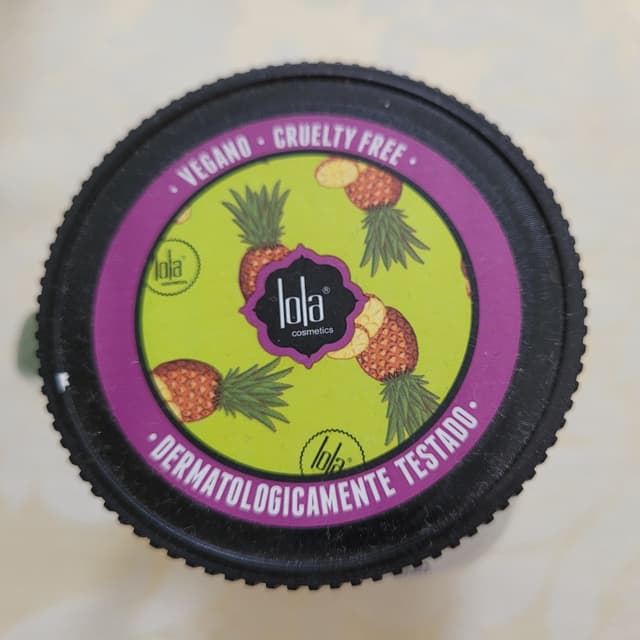 · VEGANO · CRUELTY FREE ·
lola®
lola®
cosmetics
· DERMATOLOGICAMENTE TESTADO ·
lola®